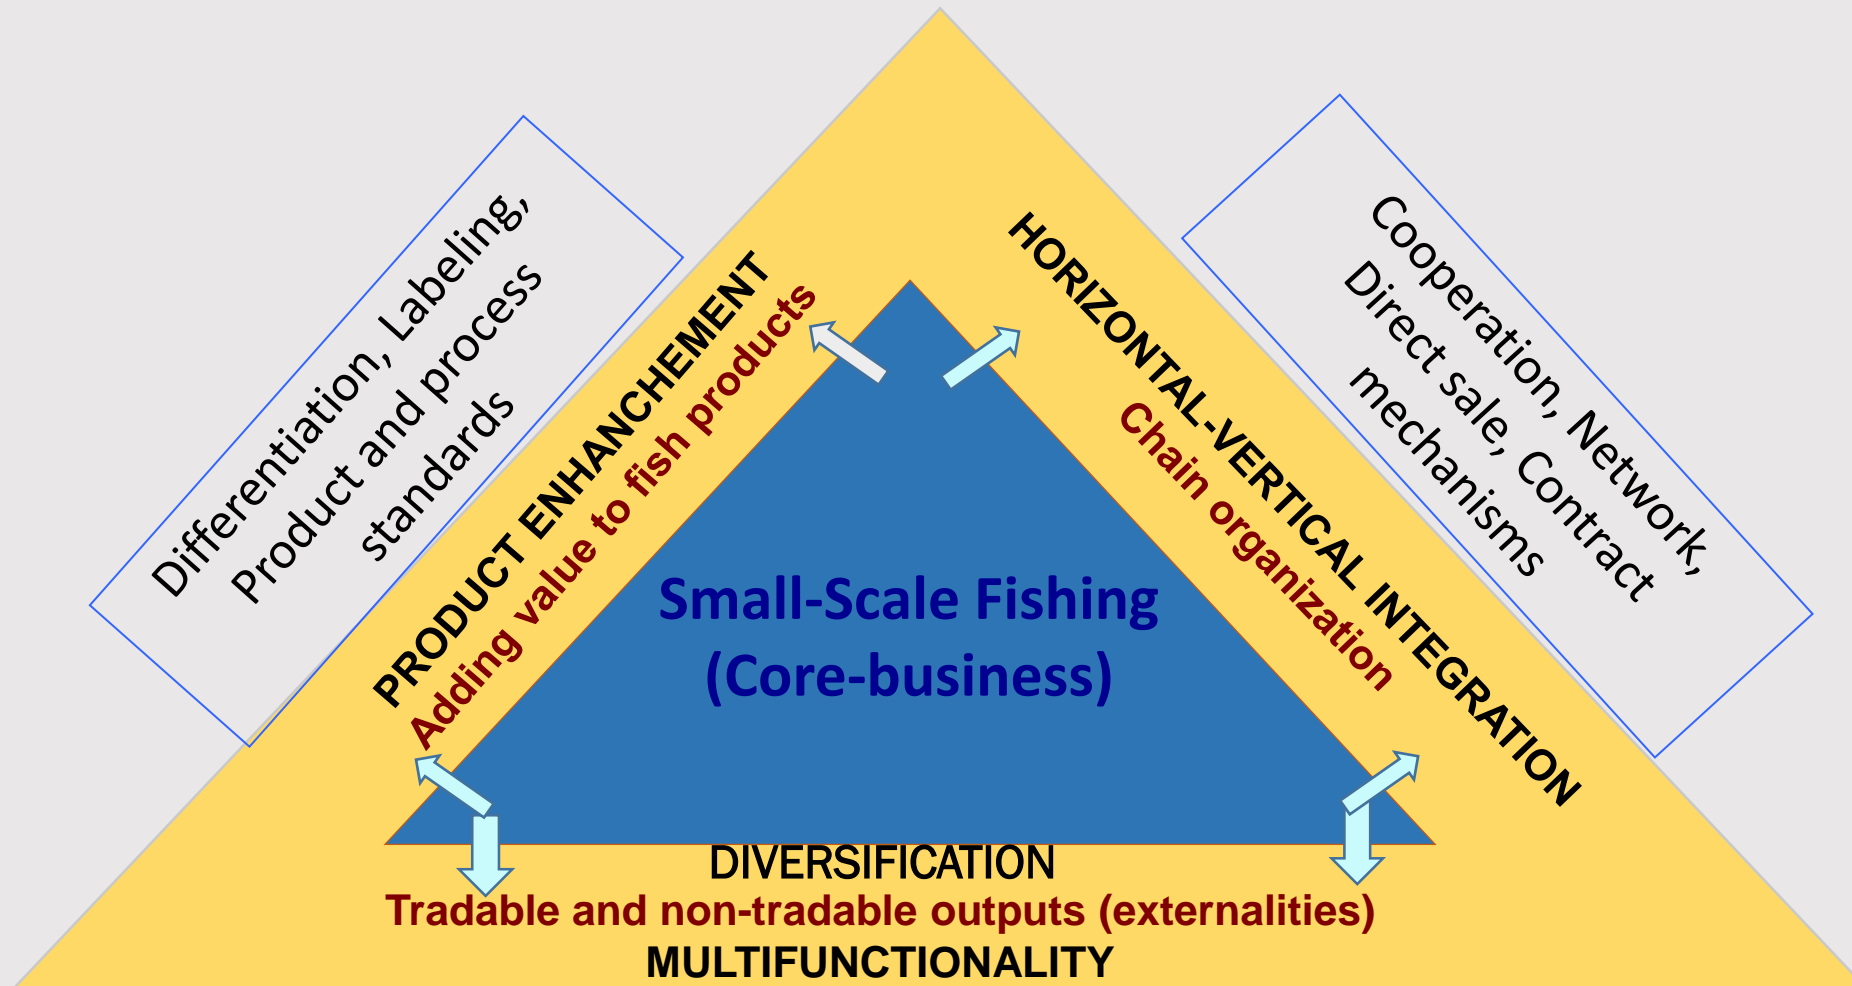 Differentiation, Labeling,
Product and process
standards
PRODUCT ENHANCHEMENT
Adding value to fish products
HORIZONTAL-VERTICAL INTEGRATION
Chain organization
Cooperation, Network,
Direct sale, Contract
mechanisms
Small-Scale Fishing
(Core-business)
DIVERSIFICATION
Tradable and non-tradable outputs (externalities)
MULTIFUNCTIONALITY